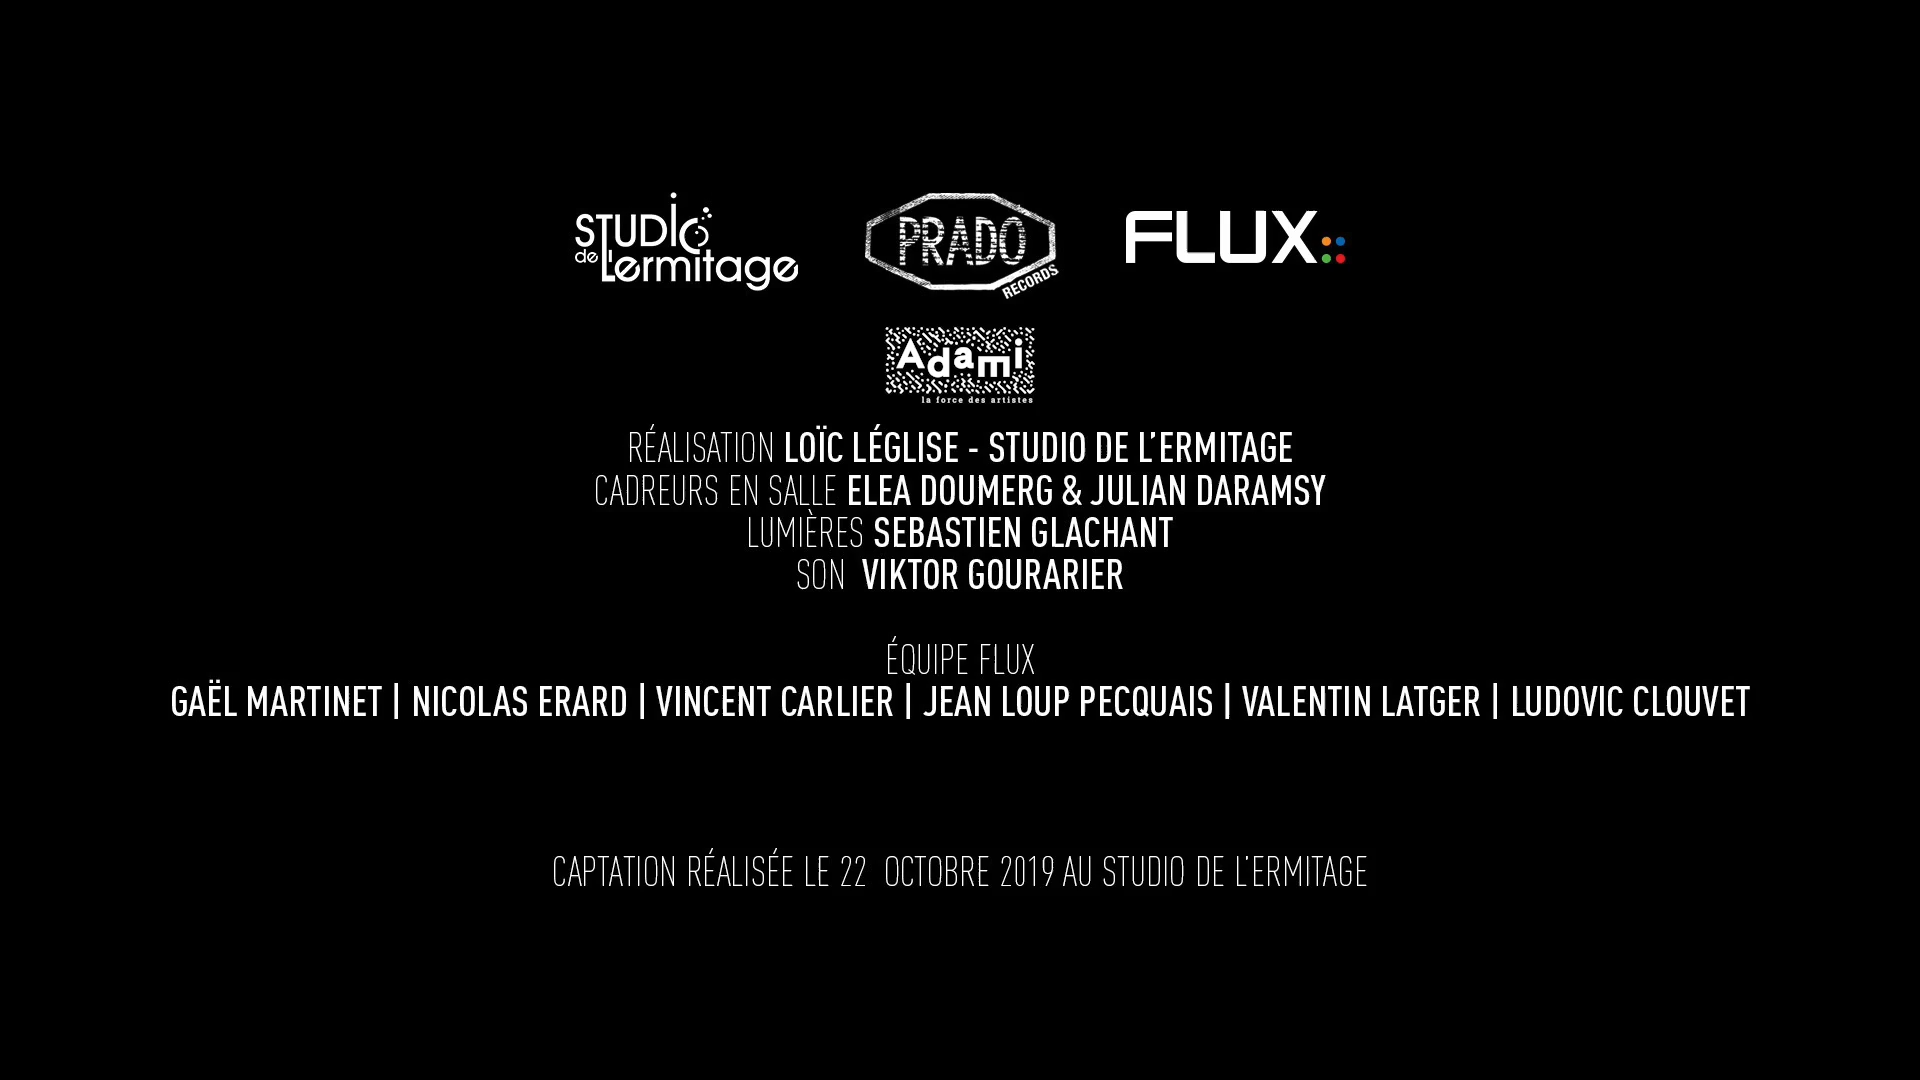 STUDIO de L'ermitage
PRADO RECORDS
FLUX::
Adami
la force des artistes
RÉALISATION LOÏC LÉGLISE - STUDIO DE L'ERMITAGE
CADREURS EN SALLE ELEA DOUMERG & JULIAN DARAMSY
LUMIÈRES SEBASTIEN GLACHANT
SON VIKTOR GOURARIER
ÉQUIPE FLUX
GAËL MARTINET | NICOLAS ERARD | VINCENT CARLIER | JEAN LOUP PECQUAIS | VALENTIN LATGER | LUDOVIC CLOUVET
CAPTATION RÉALISÉE LE 22 OCTOBRE 2019 AU STUDIO DE L'ERMITAGE